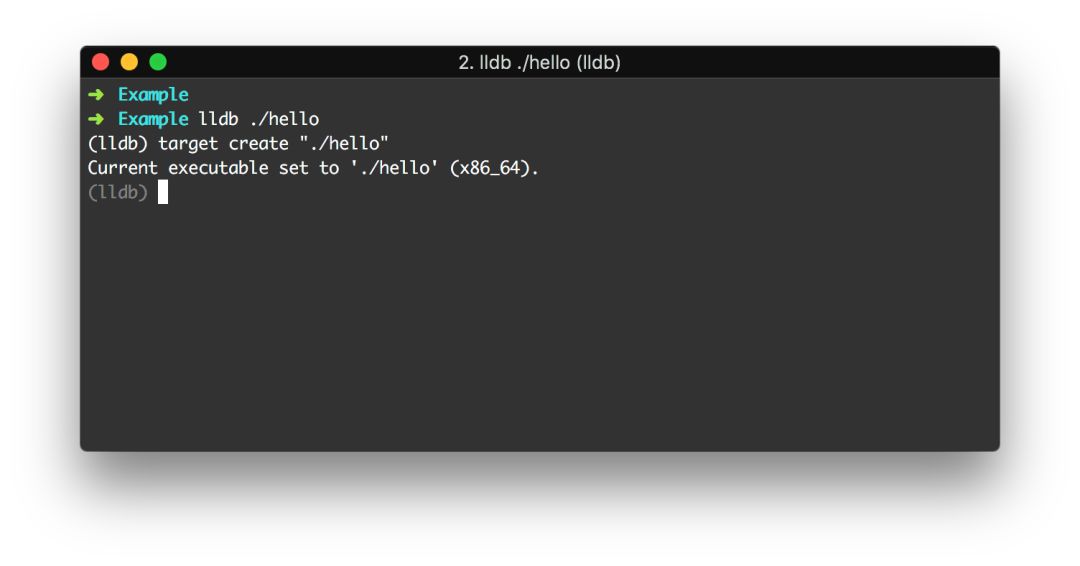 2. lldb ./hello (lldb)
➜ Example
➜ Example lldb ./hello
(lldb) target create "./hello"
Current executable set to './hello' (x86_64).
(lldb)